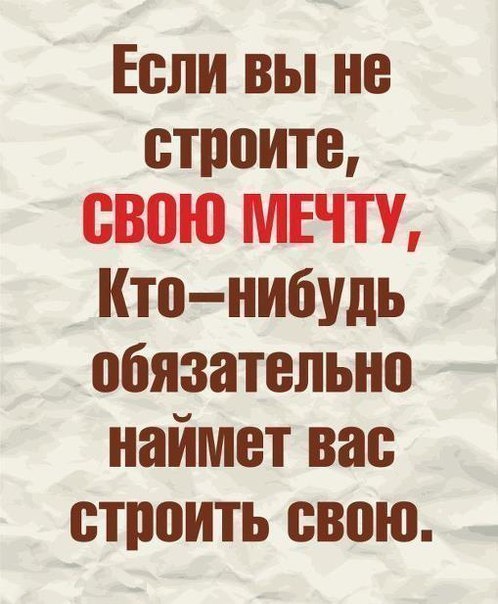 Если вы не
строите,
СВОЮ МЕЧТУ,
Кто–нибудь
обязательно
наймет вас
строить свою.